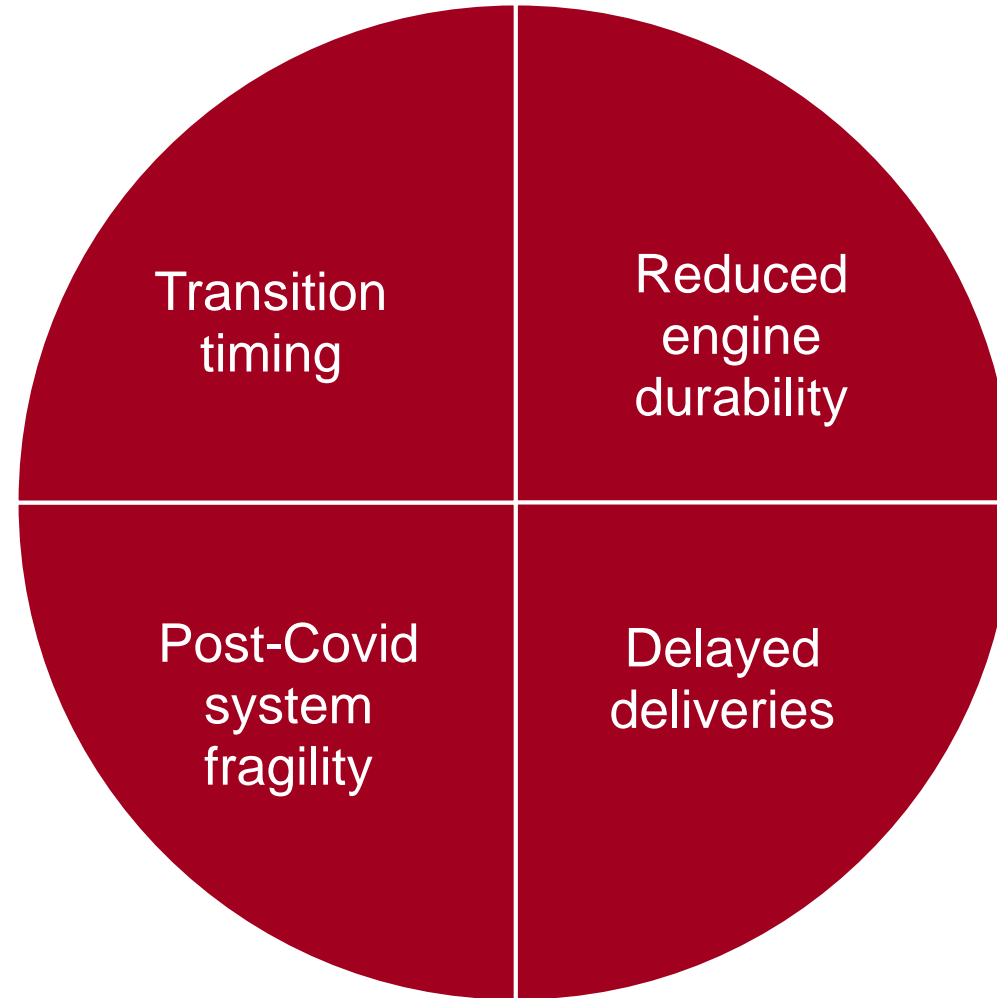 Transition
timing
Reduced
engine
durability
Post-Covid
system
fragility
Delayed
deliveries